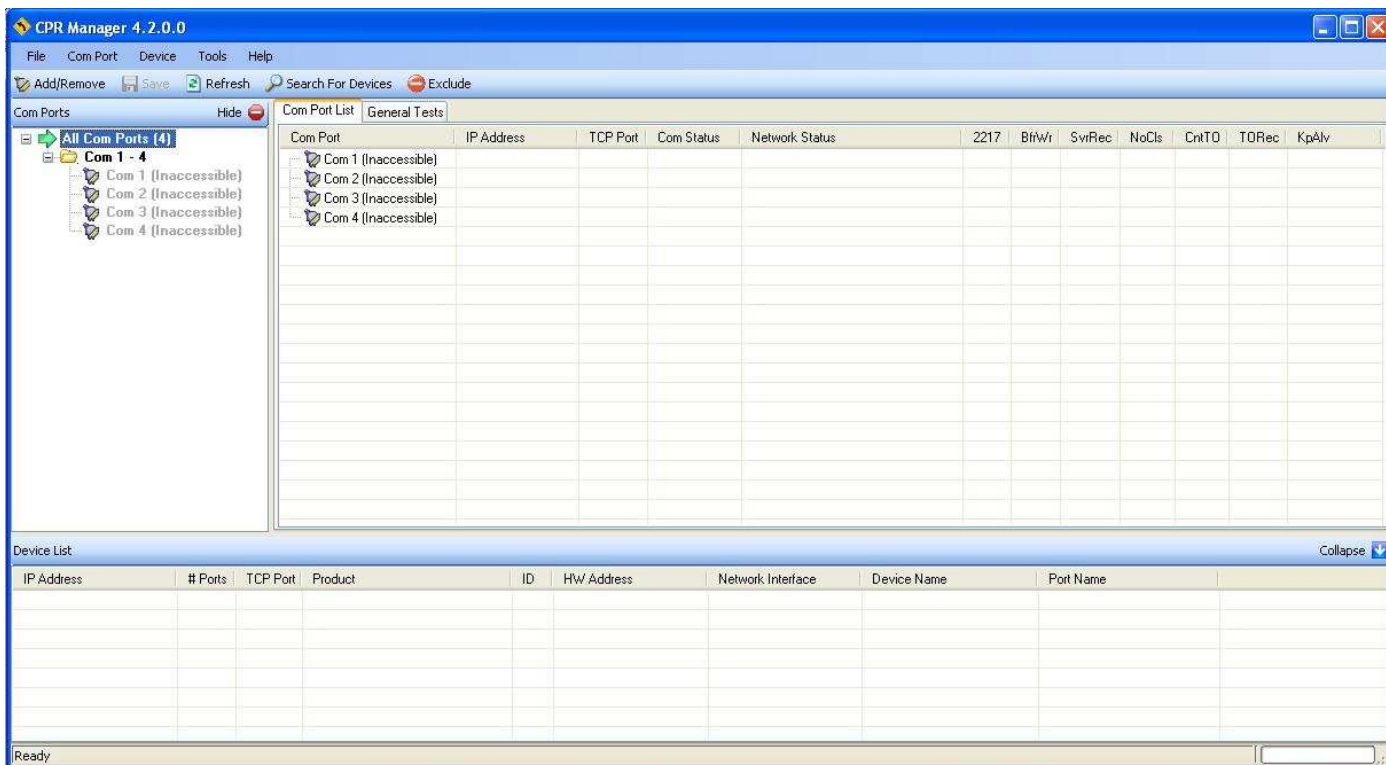 CPR Manager 4.2.0.0
File Com Port Device Tools Help
Add/Remove Save Refresh Search For Devices Exclude
Com Ports Hide
All Com Ports (4)
Com 1 - 4
Com 1 (Inaccessible)
Com 2 (Inaccessible)
Com 3 (Inaccessible)
Com 4 (Inaccessible)
Com Port List General Tests
Com Port IP Address TCP Port Com Status Network Status 2217 BfrWr SvrRec NoCls CntTO TORec KpAlv
Com 1 (Inaccessible)
Com 2 (Inaccessible)
Com 3 (Inaccessible)
Com 4 (Inaccessible)
Device List Collapse
IP Address # Ports TCP Port Product ID HW Address Network Interface Device Name Port Name
Ready